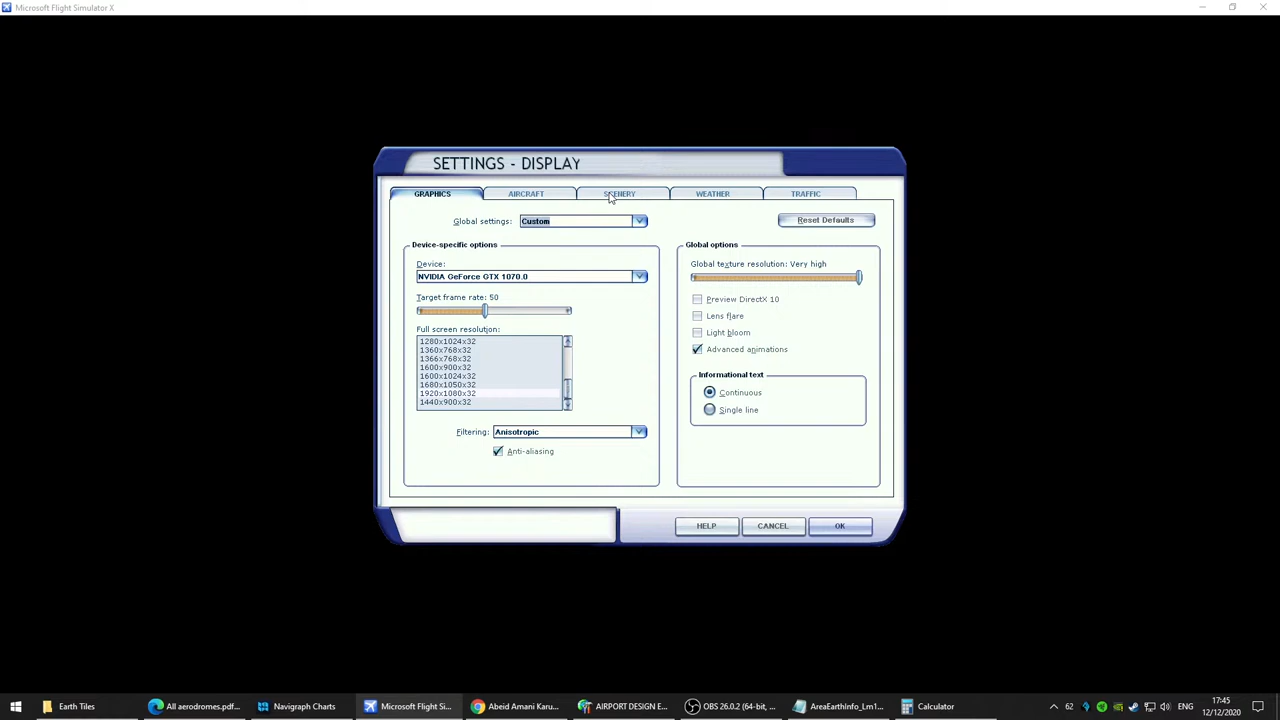 Microsoft Flight Simulator X
SETTINGS - DISPLAY
GRAPHICS
AIRCRAFT
SCENERY
WEATHER
TRAFFIC
Global settings: Custom
Reset Defaults
Device-specific options
Device:
NVIDIA GeForce GTX 1070.0
Target frame rate: 50
Full screen resolution:
1280x1024x32
1360x768x32
1366x768x32
1600x900x32
1600x1024x32
1680x1050x32
1920x1080x32
1440x900x32
Filtering: Anisotropic
Anti-aliasing
Global options
Global texture resolution: Very high
Preview DirectX 10
Lens flare
Light bloom
Advanced animations
Informational text
Continuous
Single line
HELP
CANCEL
OK
Earth Tiles
All aerodromes.pdf...
Navigraph Charts
Microsoft Flight Si...
Abeid Amani Karu...
AIRPORT DESIGN E...
OBS 26.0.2 (64-bit, ...
AreaEarthInfo_Lm1...
Calculator
62
ENG
17:45
12/12/2020